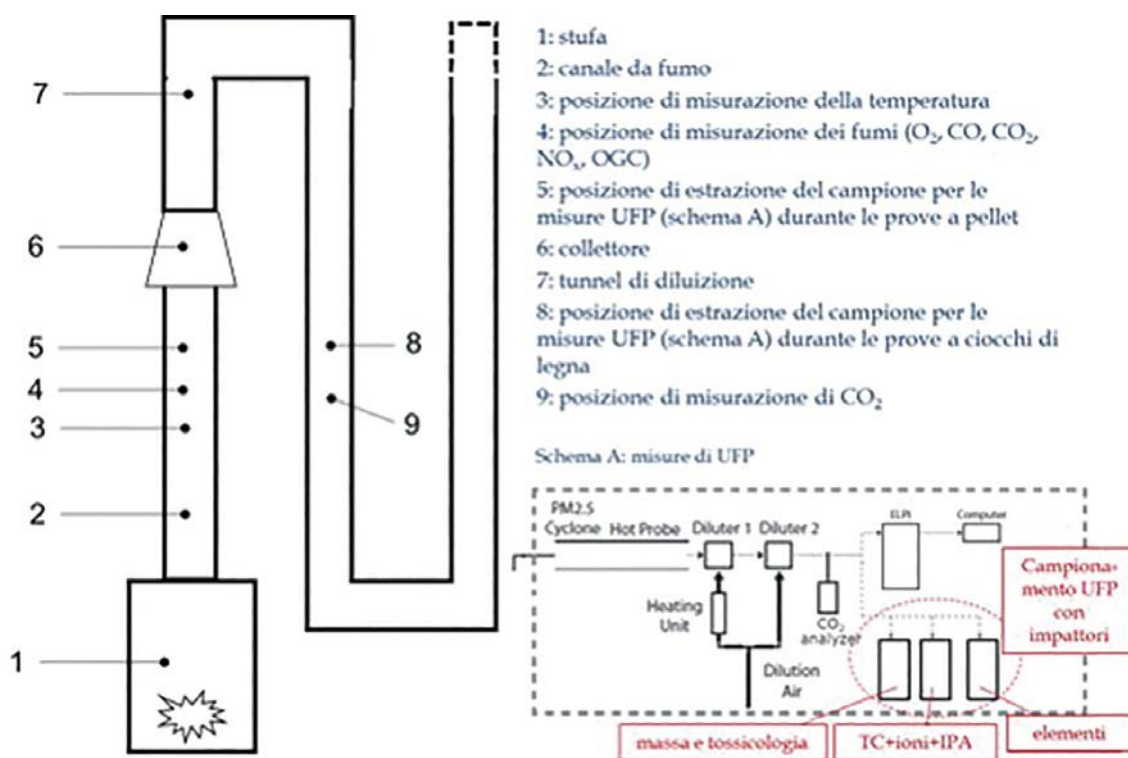 7
6
5
4
3
2
1
8
9
1: stufa
2: canale da fumo
3: posizione di misurazione della temperatura
4: posizione di misurazione dei fumi (O₂, CO, CO₂,
NOₓ, OGC)
5: posizione di estrazione del campione per le
misure UFP (schema A) durante le prove a pellet
6: collettore
7: tunnel di diluizione
8: posizione di estrazione del campione per le
misure UFP (schema A) durante le prove a ciocchi di
legna
9: posizione di misurazione di CO₂
Schema A: misure di UFP
PM2.5
Cyclone Hot Probe Diluter 1 Diluter 2
ELPI
Computer
Heating
Unit
CO₂
analyzer
Dilution
Air
Campiona-
mento UFP
con
impattori
massa e tossicologia
TC+ioni+IPA
elementi